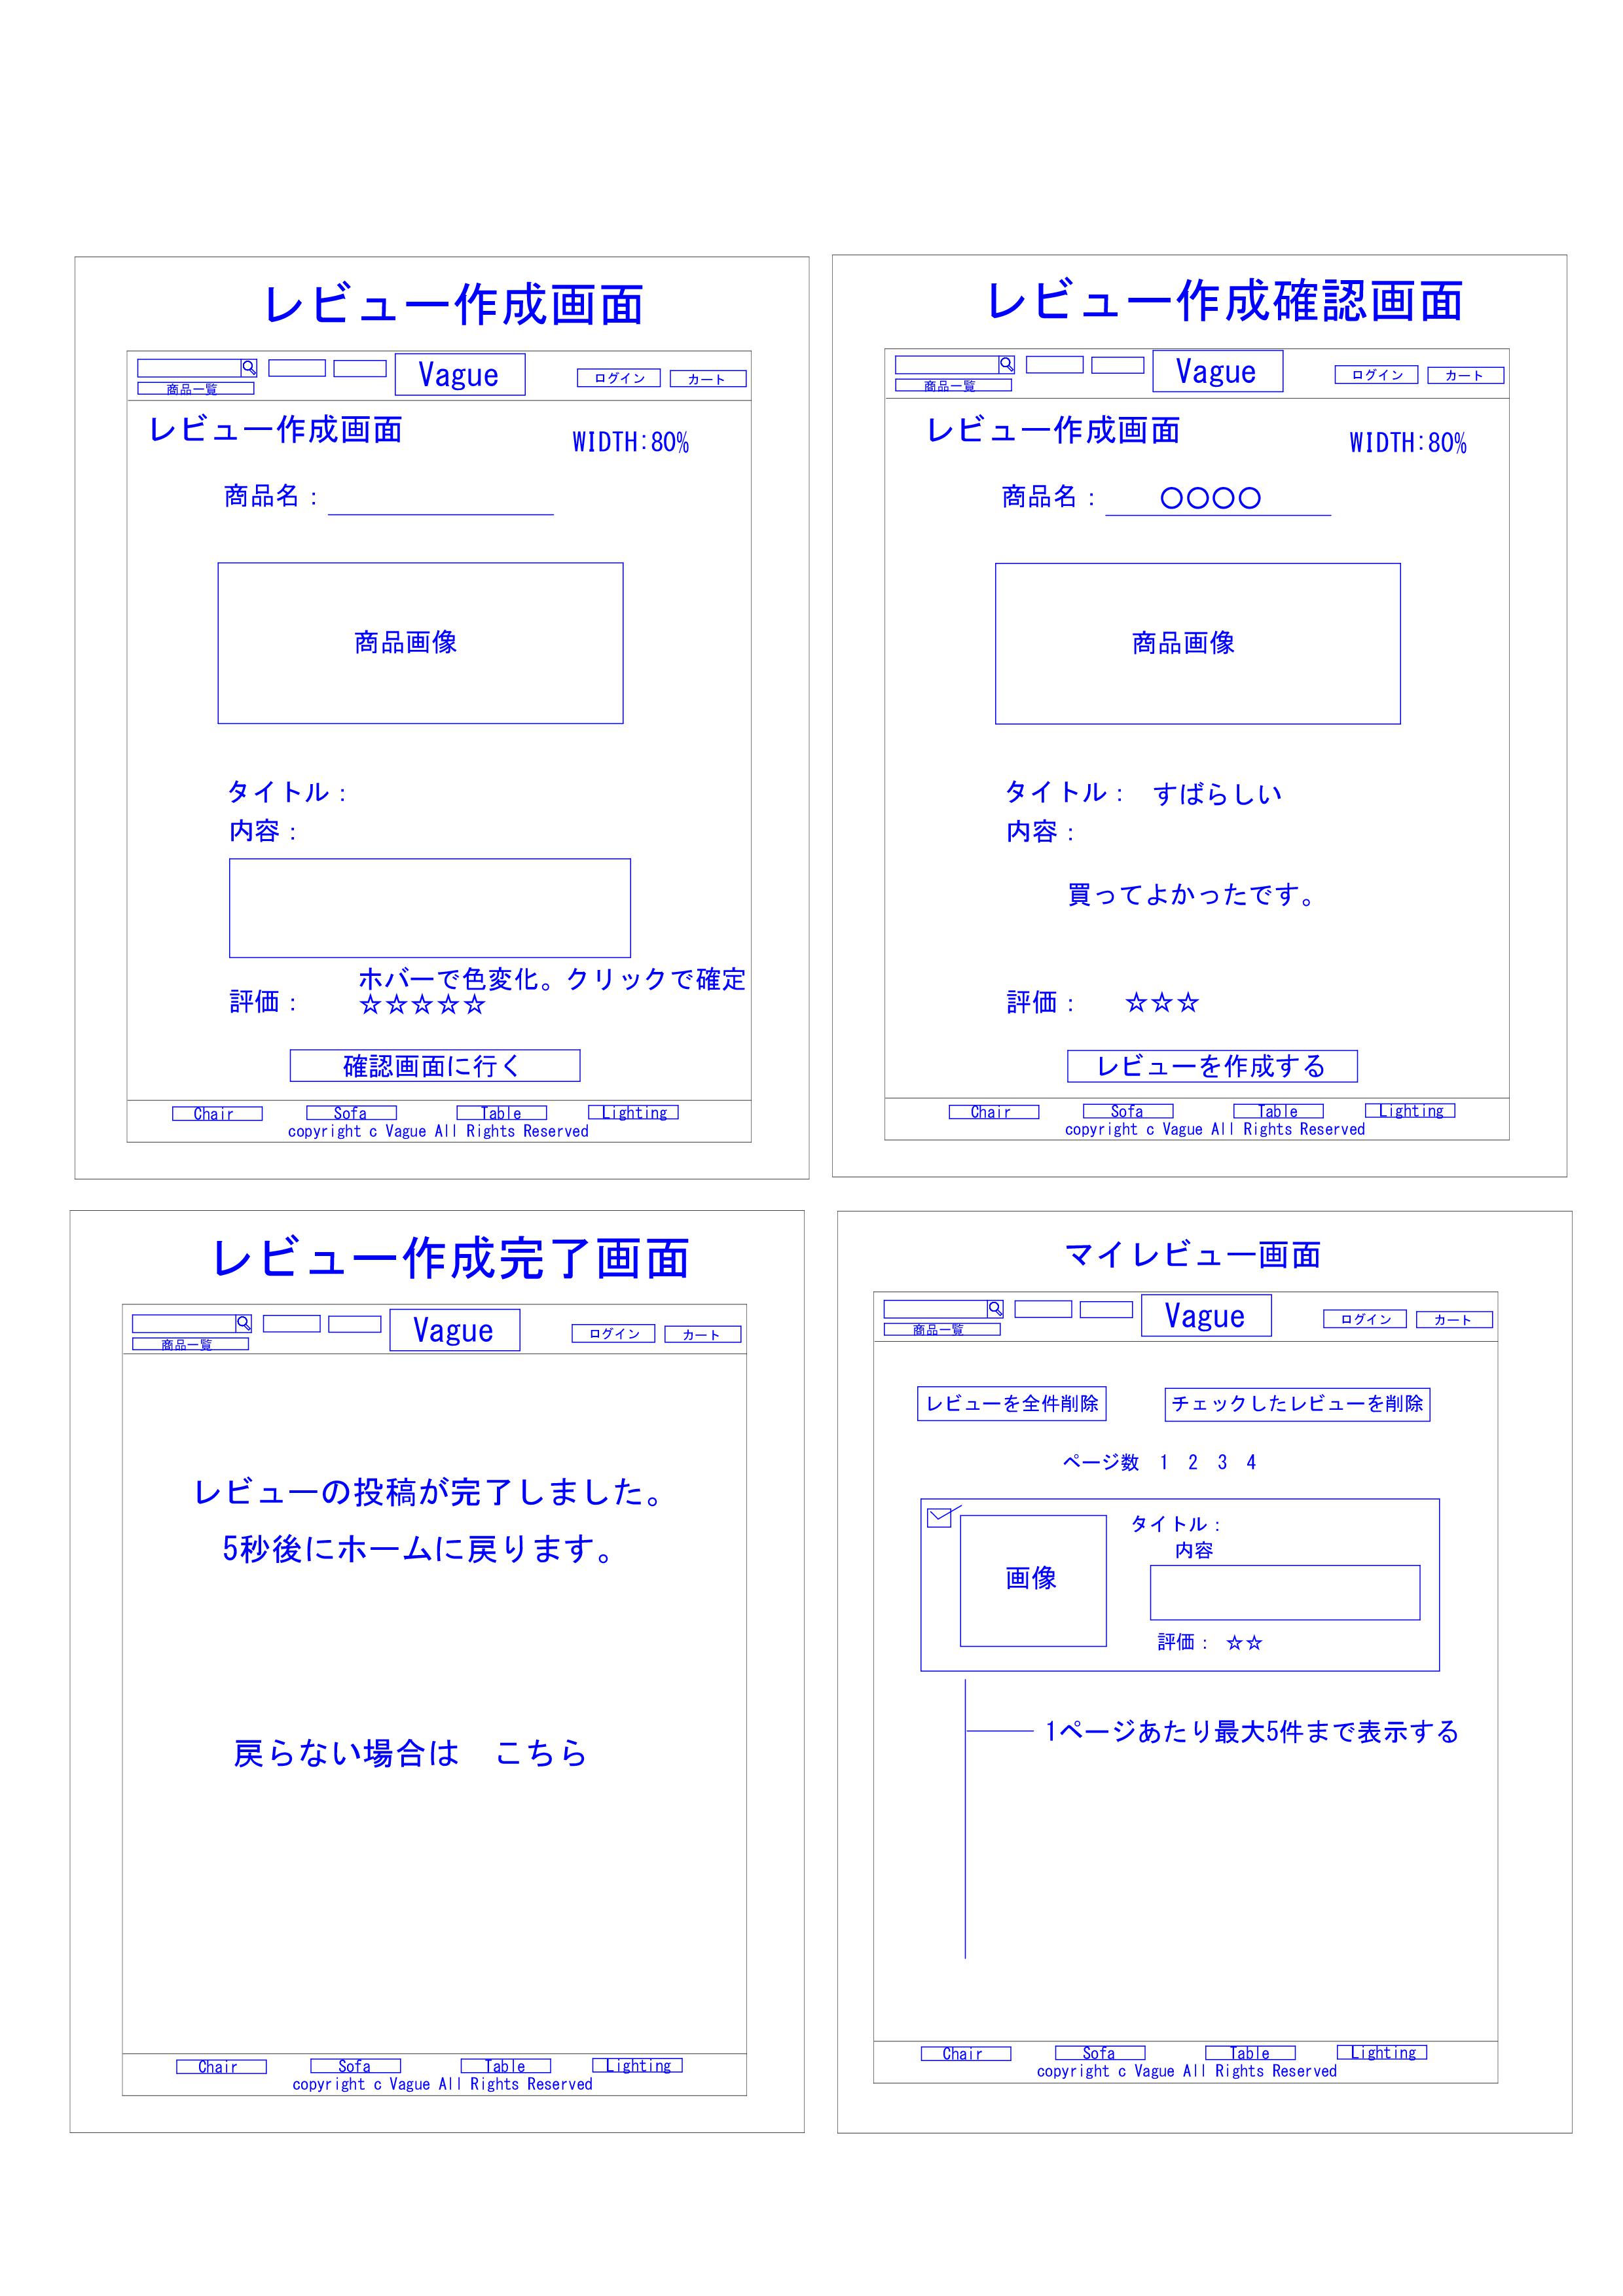 レビュー作成画面
Vague
ログイン
カート
商品一覧
レビュー作成画面
WIDTH:80%
商品名：
商品画像
タイトル：
内容：
ホバーで色変化。クリックで確定
評価： ☆☆☆☆☆
確認画面に行く
Chair Sofa Table Lighting
copyright c Vague All Rights Reserved
レビュー作成確認画面
Vague
ログイン
カート
商品一覧
レビュー作成画面
WIDTH:80%
商品名： ○○○○
商品画像
タイトル： すばらしい
内容：
買ってよかったです。
評価： ☆☆☆
レビューを作成する
Chair Sofa Table Lighting
copyright c Vague All Rights Reserved
レビュー作成完了画面
Vague
ログイン
カート
商品一覧
レビューの投稿が完了しました。
5秒後にホームに戻ります。
戻らない場合は　こちら
Chair Sofa Table Lighting
copyright c Vague All Rights Reserved
マイレビュー画面
Vague
ログイン
カート
商品一覧
レビューを全件削除
チェックしたレビューを削除
ページ数 1 2 3 4
画像
タイトル：
内容
評価： ☆☆
1ページあたり最大5件まで表示する
Chair Sofa Table Lighting
copyright c Vague All Rights Reserved